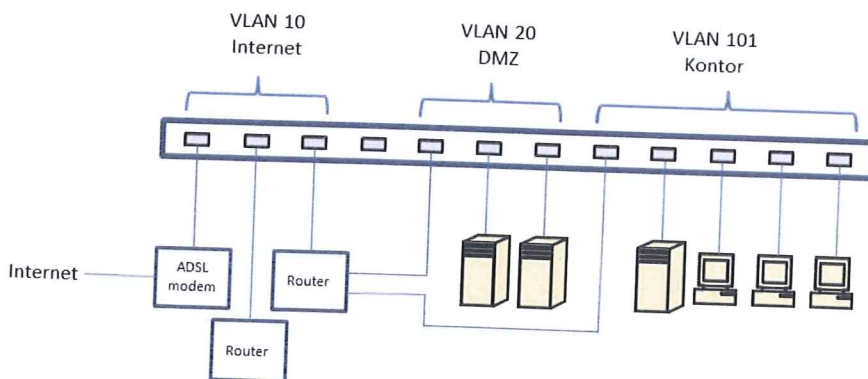 VLAN 10
Internet
VLAN 20
DMZ
VLAN 101
Kontor
Internet
ADSL
modem
Router
Router